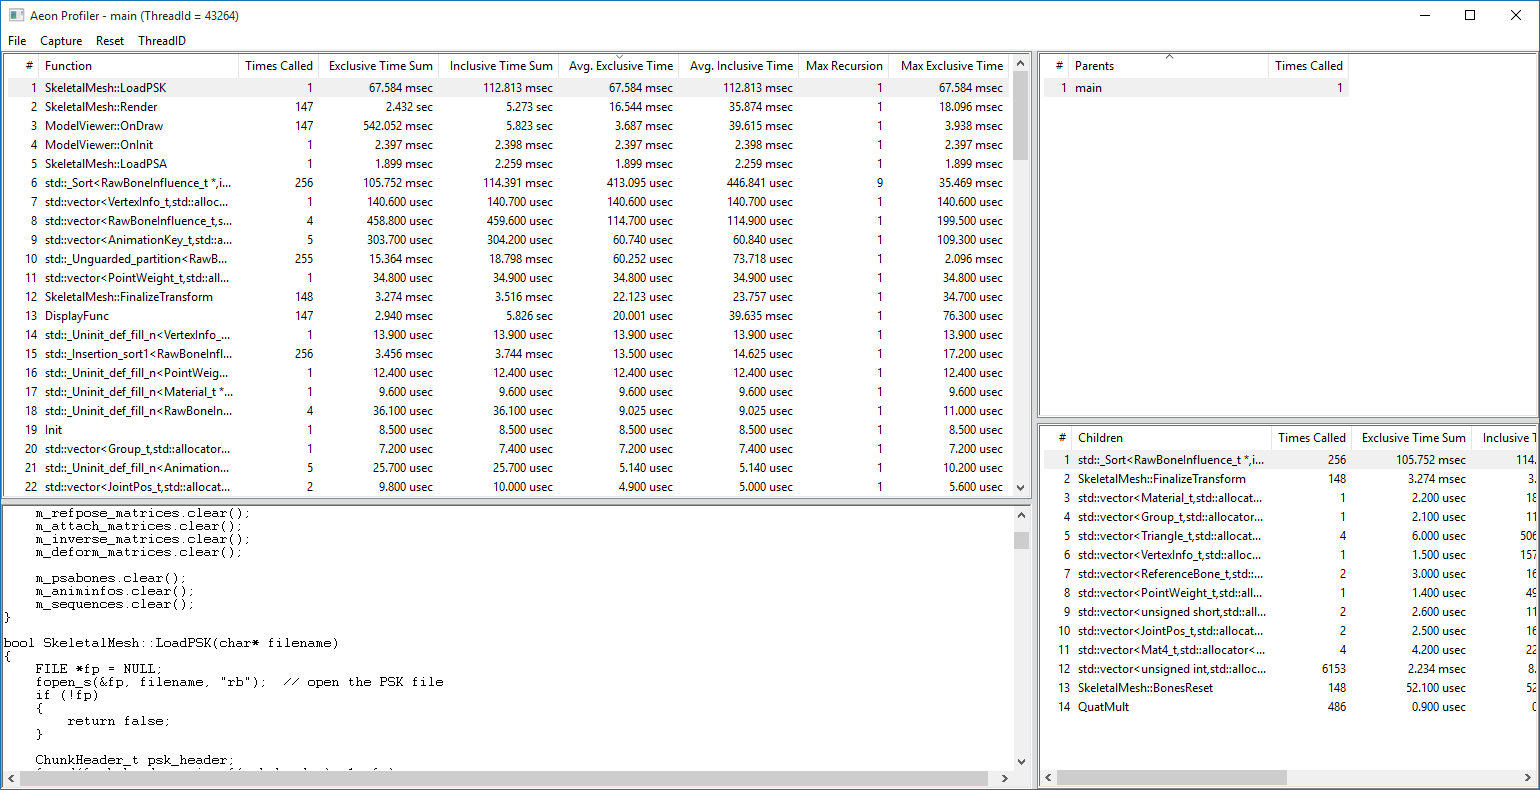 Aeon Profiler - main (ThreadId = 43264)
File Capture Reset ThreadID
# Function Times Called Exclusive Time Sum Inclusive Time Sum Avg. Exclusive Time Avg. Inclusive Time Max Recursion Max Exclusive Time
1 SkeletalMesh::LoadPSK 1 67.584 msec 112.813 msec 67.584 msec 112.813 msec 1 67.584 msec
2 SkeletalMesh::Render 147 2.432 sec 5.273 sec 16.544 msec 35.874 msec 1 18.096 msec
3 ModelViewer::OnDraw 147 542.052 msec 5.823 sec 3.687 msec 39.615 msec 1 3.938 msec
4 ModelViewer::OnInit 1 2.397 msec 2.398 msec 2.397 msec 2.398 msec 1 2.397 msec
5 SkeletalMesh::LoadPSA 1 1.899 msec 2.259 msec 1.899 msec 2.259 msec 1 1.899 msec
6 std::_Sort<RawBoneInfluence_t *,i... 256 105.752 msec 114.391 msec 413.095 usec 446.841 usec 9 35.469 msec
7 std::vector<VertexInfo_t,std::alloc... 1 140.600 usec 140.700 usec 140.600 usec 140.700 usec 1 140.600 usec
8 std::vector<RawBoneInfluence_t,s... 4 458.800 usec 459.600 usec 114.700 usec 114.900 usec 1 199.500 usec
9 std::vector<AnimationKey_t,std::a... 5 303.700 usec 304.200 usec 60.740 usec 60.840 usec 1 109.300 usec
10 std::_Unguarded_partition<RawB... 255 15.364 msec 18.798 msec 60.252 usec 73.718 usec 1 2.096 msec
11 std::vector<PointWeight_t,std::all... 1 34.800 usec 34.900 usec 34.800 usec 34.900 usec 1 34.800 usec
12 SkeletalMesh::FinalizeTransform 148 3.274 msec 3.516 msec 22.123 usec 23.757 usec 1 34.700 usec
13 DisplayFunc 147 2.940 msec 5.826 sec 20.001 usec 39.635 msec 1 76.300 usec
14 std::_Uninit_def_fill_n<VertexInfo_... 1 13.900 usec 13.900 usec 13.900 usec 13.900 usec 1 13.900 usec
15 std::_Insertion_sort1<RawBoneInfl... 256 3.456 msec 3.744 msec 13.500 usec 14.625 usec 1 17.200 usec
16 std::_Uninit_def_fill_n<PointWeig... 1 12.400 usec 12.400 usec 12.400 usec 12.400 usec 1 12.400 usec
17 std::_Uninit_def_fill_n<Material_t *... 1 9.600 usec 9.600 usec 9.600 usec 9.600 usec 1 9.600 usec
18 std::_Uninit_def_fill_n<RawBoneIn... 4 36.100 usec 36.100 usec 9.025 usec 9.025 usec 1 11.000 usec
19 Init 1 8.500 usec 8.500 usec 8.500 usec 8.500 usec 1 8.500 usec
20 std::vector<Group_t,std::allocator... 1 7.200 usec 7.400 usec 7.200 usec 7.400 usec 1 7.200 usec
21 std::_Uninit_def_fill_n<Animation... 5 25.700 usec 25.700 usec 5.140 usec 5.140 usec 1 10.200 usec
22 std::vector<JointPos_t,std::allocat... 2 9.800 usec 10.000 usec 4.900 usec 5.000 usec 1 5.600 usec
m_refpose_matrices.clear();
m_attach_matrices.clear();
m_inverse_matrices.clear();
m_deform_matrices.clear();
m_psabones.clear();
m_animinfos.clear();
m_sequences.clear();
}
bool SkeletalMesh::LoadPSK(char* filename)
{
FILE *fp = NULL;
fopen_s(&fp, filename, "rb");  // open the PSK file
if (!fp)
{
return false;
}
ChunkHeader_t psk_header;
# Parents Times Called
1 main 1
# Children Times Called Exclusive Time Sum Inclusive T
1 std::_Sort<RawBoneInfluence_t *,i... 256 105.752 msec 114.
2 SkeletalMesh::FinalizeTransform 148 3.274 msec 3.
3 std::vector<Material_t,std::allocat... 1 2.200 usec 18
4 std::vector<Group_t,std::allocator... 1 2.100 usec 11
5 std::vector<Triangle_t,std::allocat... 4 6.000 usec 506
6 std::vector<VertexInfo_t,std::alloc... 1 1.500 usec 157
7 std::vector<ReferenceBone_t,std::... 2 3.000 usec 16
8 std::vector<PointWeight_t,std::all... 1 1.400 usec 49
9 std::vector<unsigned short,std::all... 2 2.600 usec 11
10 std::vector<JointPos_t,std::allocat... 2 2.500 usec 16
11 std::vector<Mat4_t,std::allocator<... 4 4.200 usec 22
12 std::vector<unsigned int,std::alloc... 6153 2.234 msec 8.
13 SkeletalMesh::BonesReset 148 52.100 usec 52
14 QuatMult 486 0.900 usec